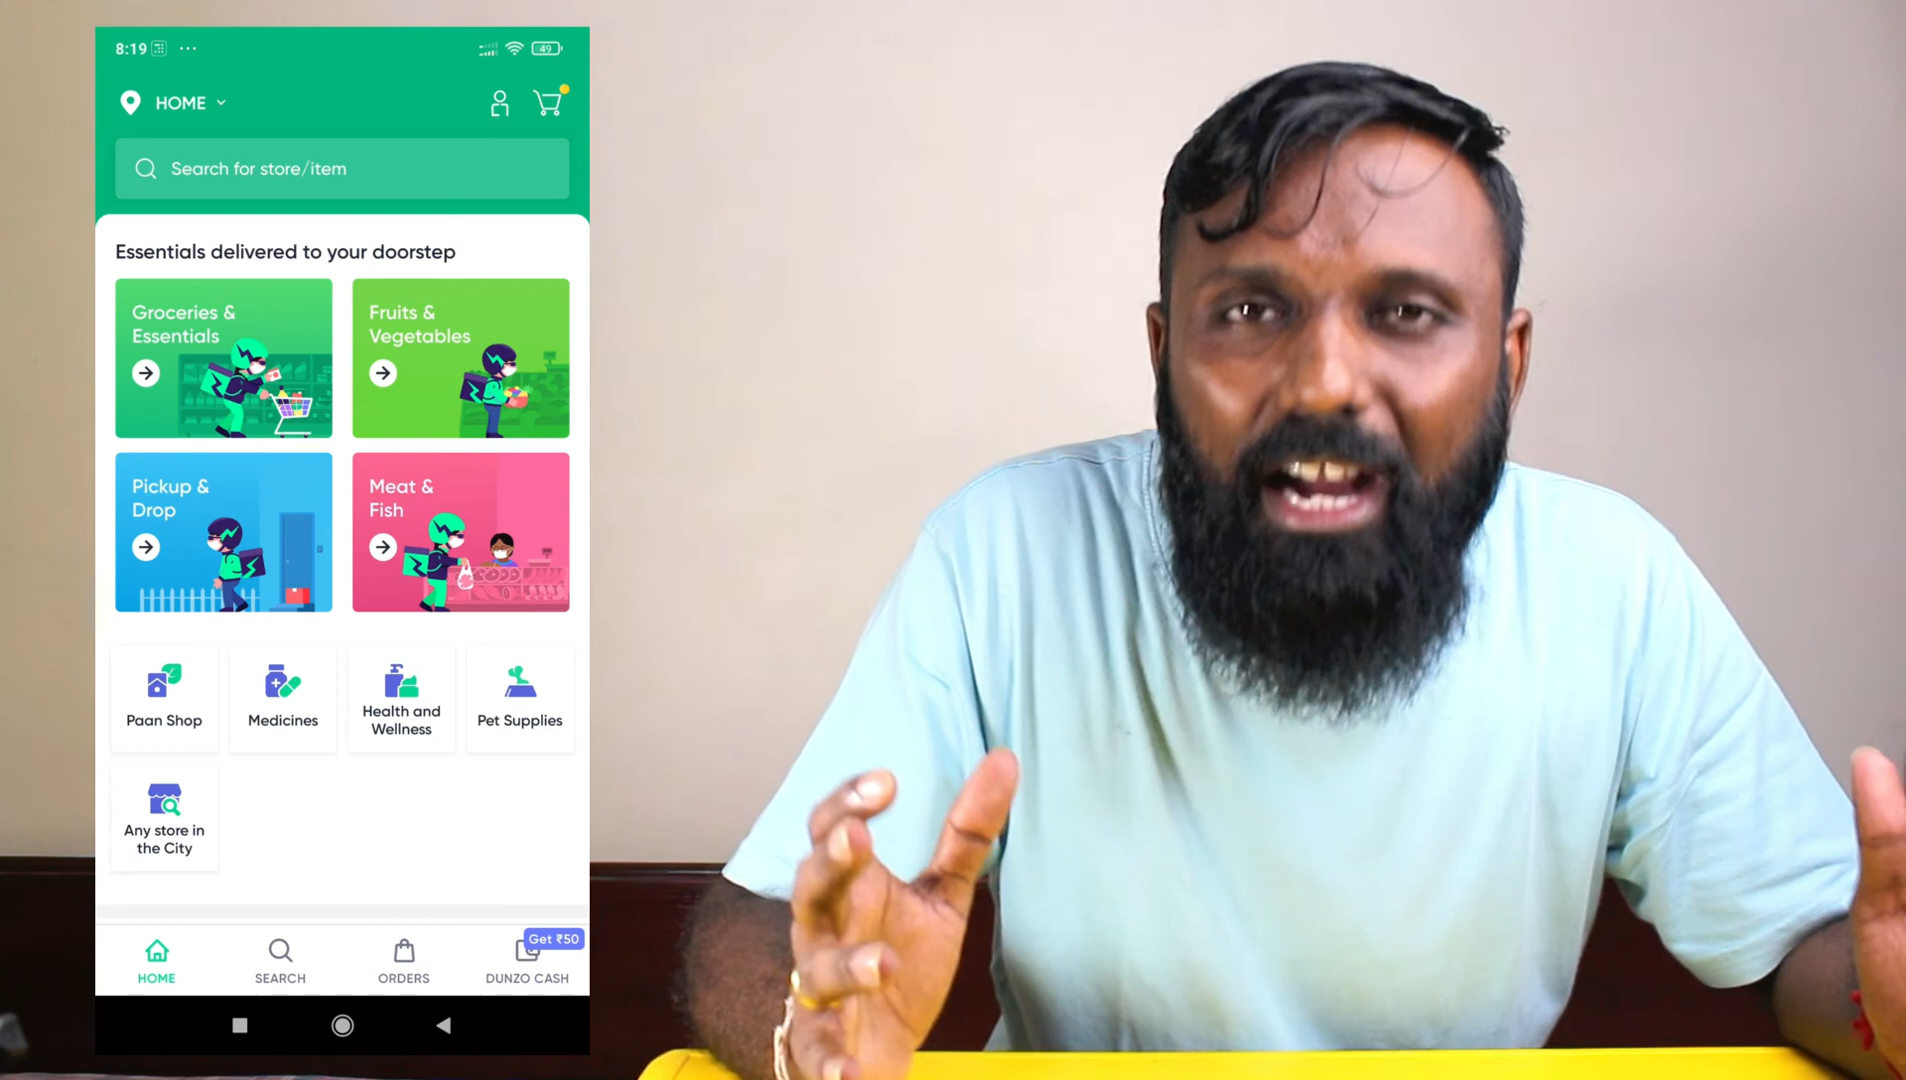 8:19
49
HOME
Search for store/item
Essentials delivered to your doorstep
Groceries &
Essentials
Fruits &
Vegetables
Pickup &
Drop
Meat &
Fish
Paan Shop
Medicines
Health and
Wellness
Pet Supplies
Any store in
the City
Get ₹50
HOME
SEARCH
ORDERS
DUNZO CASH